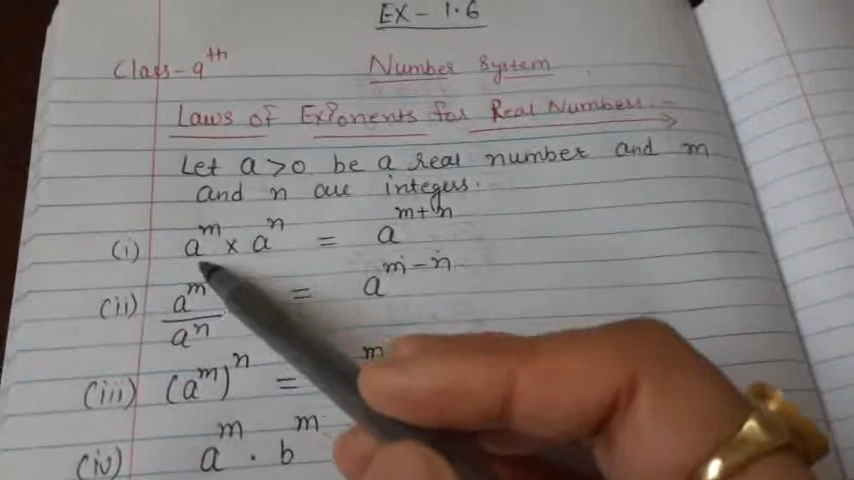 EX - 1.6
Class - 9th
Number System
Laws of Exponents for Real Numbers. -
Let a > 0 be a real number and m
and n are integers.
(i) a^m × a^n = a^(m+n)
(ii) a^m / a^n = a^(m-n)
(iii) (a^m)^n = m
(iv) a^m . b^m